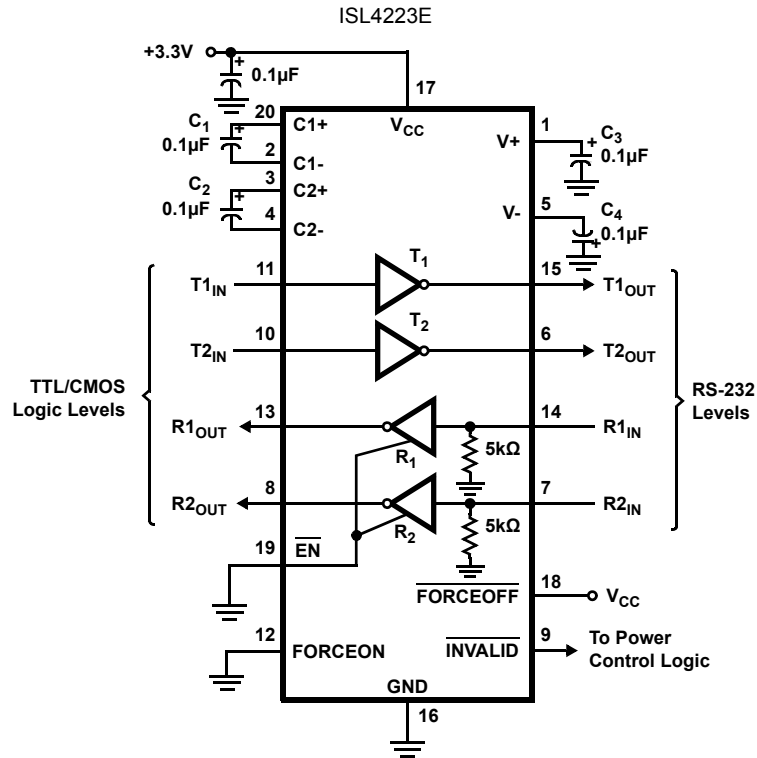 ISL4223E
+3.3V
+
0.1µF
17
20
C1+
VCC
1
C1
0.1µF
+
V+
+
C3
0.1µF
2
C1-
3
C2+
C2
0.1µF
+
5
V-
C4
0.1µF
+
4
C2-
T1
11
15
T1IN
T1OUT
T2
10
6
T2IN
T2OUT
TTL/CMOS
Logic Levels
RS-232
Levels
13
14
R1OUT
R1IN
R1
5kΩ
8
7
R2OUT
R2IN
R2
5kΩ
19
EN
18
FORCEOFF
VCC
12
9
FORCEON
INVALID
To Power
Control Logic
GND
16